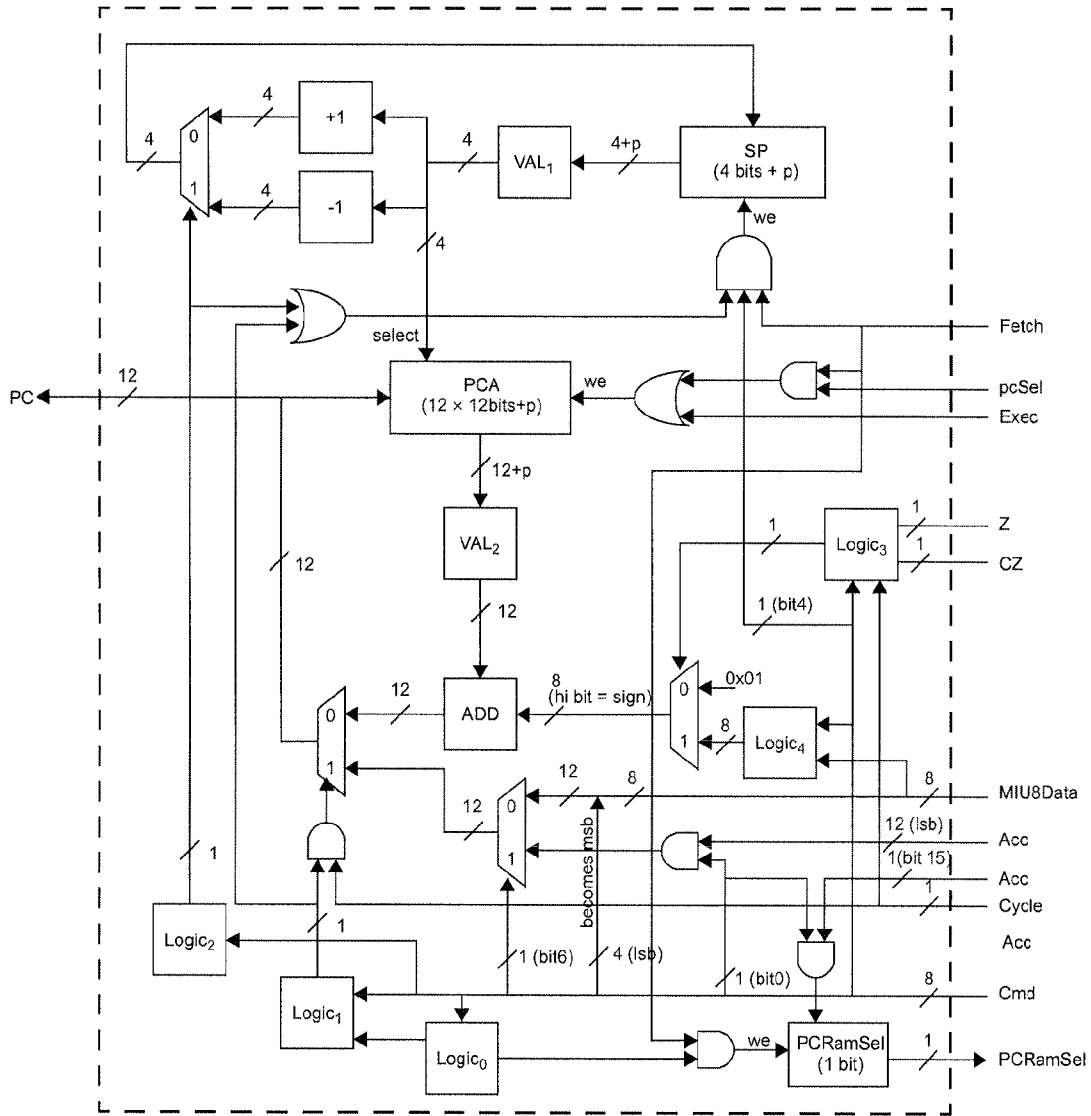 4
0
1
4
+1
4
-1
4
VAL1
4+p
SP
(4 bits + p)
we
4
select
Fetch
pcSel
Exec
PC
12
PCA
(12 × 12bits+p)
we
12+p
VAL2
12
12
1
Logic3
1
Z
1
CZ
1 (bit4)
0
1
12
ADD
8
(hi bit = sign)
0
1
0x01
8
Logic4
12
0
1
12
8
8
MIU8Data
12 (lsb)
Acc
1(bit 15)
Acc
1
Cycle
Acc
becomes msb
1
Logic2
1
1 (bit6)
4 (lsb)
1 (bit0)
8
Cmd
Logic1
Logic0
we
PCRamSel
(1 bit)
1
PCRamSel